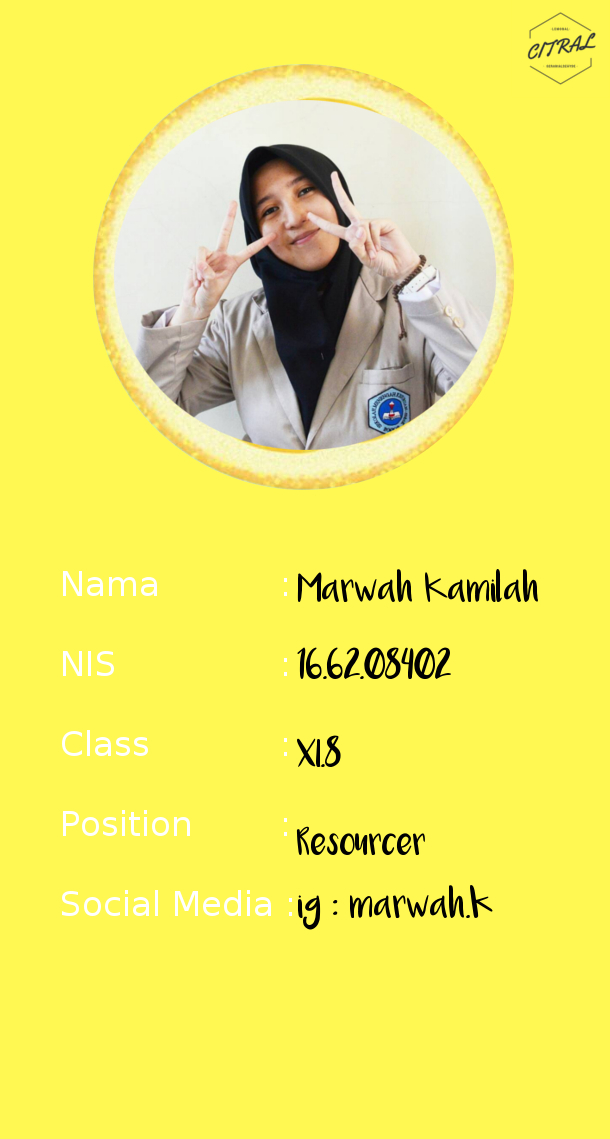 CITRAL
Nama : Marwah Kamilah
NIS : 16.62.08402
Class : XI.8
Position : Resourcer
Social Media : ig : marwah.k